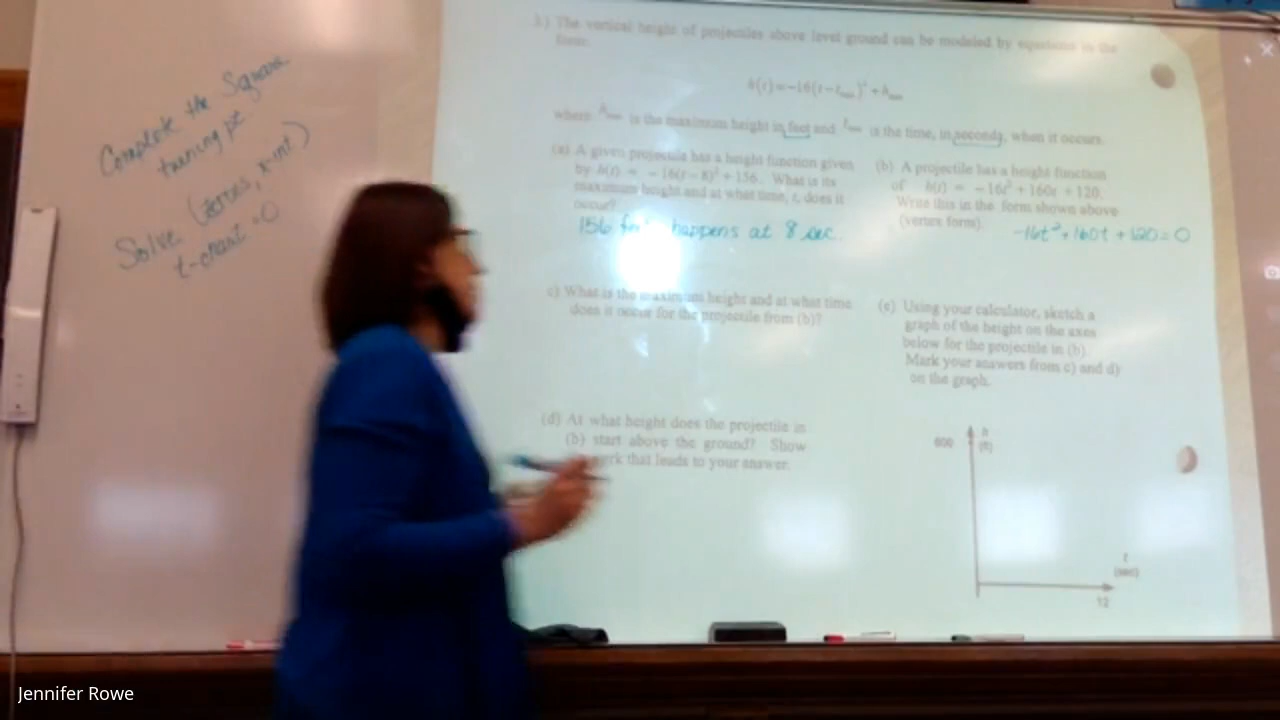 Complete the Square
turning pt
(vertex, x-int.)
Solve
t-chart =0
3.) The vertical height of projectiles above level ground can be modeled by equations in the
form:
h(t)=-16(t-t_max)²+h_max
where h_max is the maximum height in feet and t_max is the time, in seconds, when it occurs.
(a) A given projectile has a height function given
by h(t) = -16(t-8)²+156. What is its
maximum height and at what time, t, does it
occur?
156 happens at 8 sec.
(b) A projectile has a height function
of h(t) = -16t²+160t+120.
Write this in the form shown above
(vertex form).
-16t²+160t+120=0
c) What is the maximum height and at what time
does it occur for the projectile from (b)?
(e) Using your calculator, sketch a
graph of the height on the axes
below for the projectile in (b).
Mark your answers from c) and d)
on the graph.
(d) At what height does the projectile in
(b) start above the ground? Show
work that leads to your answer.
600
h
(ft)
t
(sec)
12
Jennifer Rowe